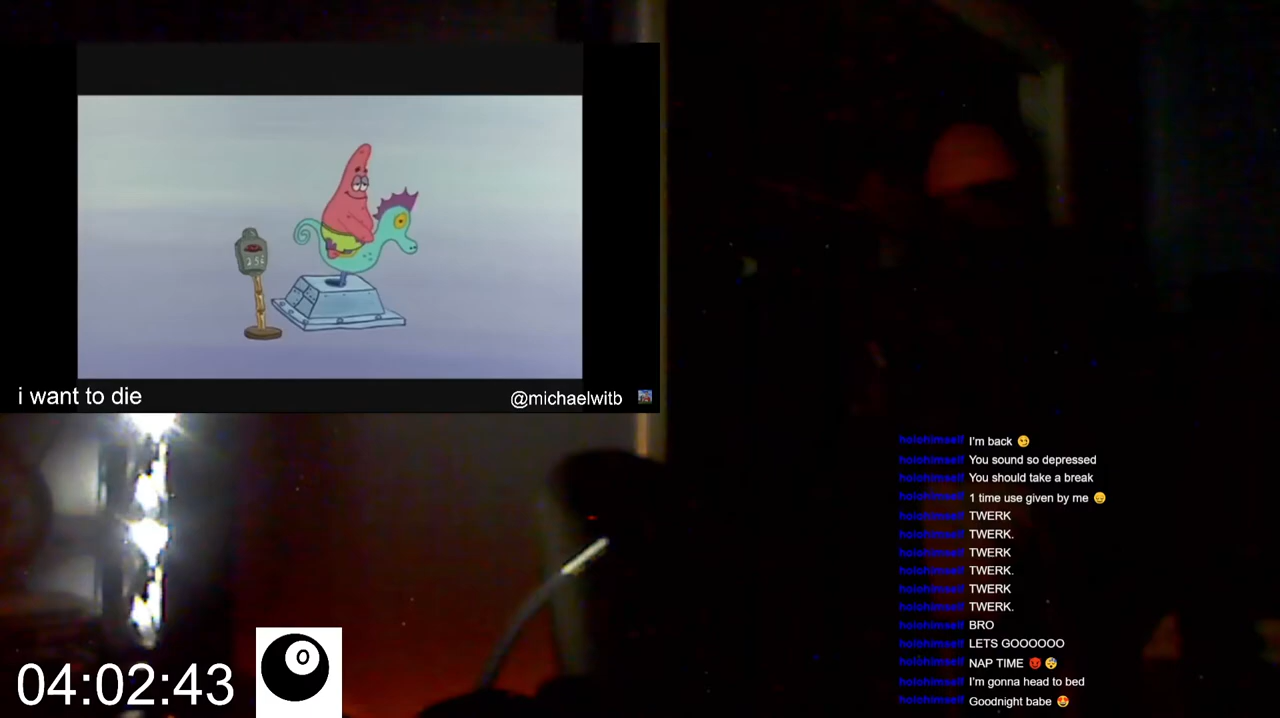 25¢
i want to die
@michaelwitb
holohimself I'm back 🤨
holohimself You sound so depressed
holohimself You should take a break
holohimself 1 time use given by me 😞
holohimself TWERK
holohimself TWERK.
holohimself TWERK
holohimself TWERK.
holohimself TWERK
holohimself TWERK.
holohimself BRO
holohimself LETS GOOOOOO
holohimself NAP TIME 👹 🤯
holohimself I'm gonna head to bed
holohimself Goodnight babe 😍
04:02:43
0